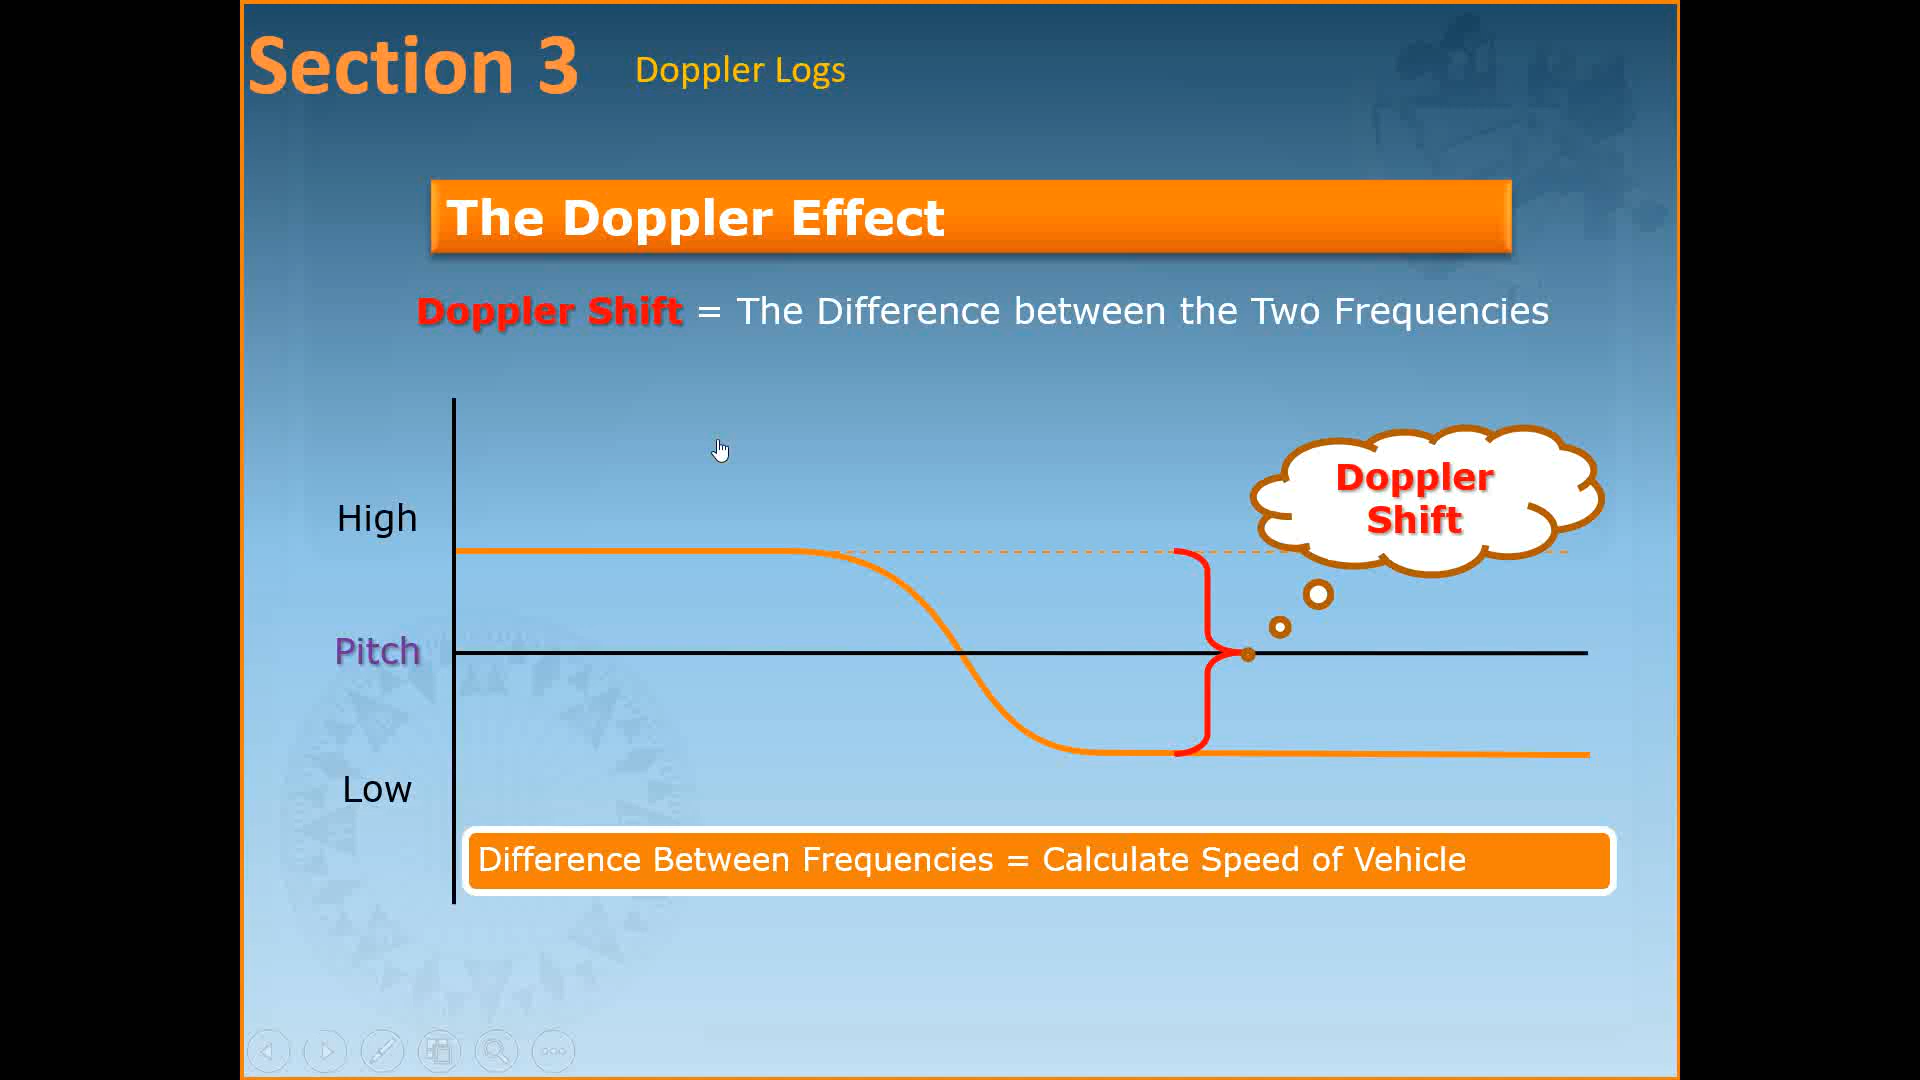 Section 3
Doppler Logs
The Doppler Effect
Doppler Shift = The Difference between the Two Frequencies
Doppler
Shift
High
Pitch
Low
Difference Between Frequencies = Calculate Speed of Vehicle